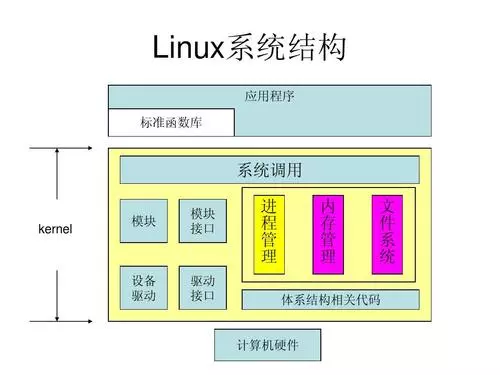 Linux系统结构
应用程序
标准函数库
系统调用
kernel
模块
模块
接口
进程管理
内存管理
文件系统
设备
驱动
驱动
接口
体系结构相关代码
计算机硬件